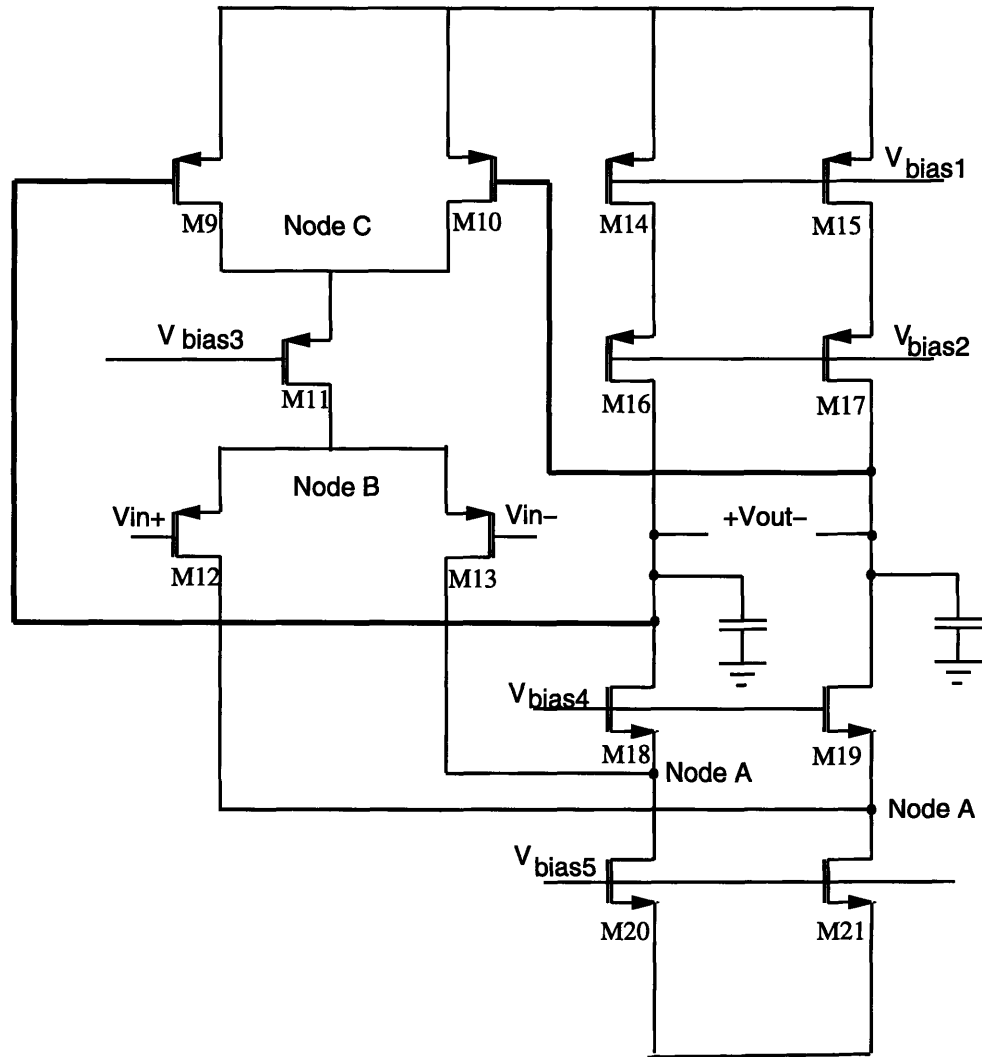 Vbias1
M9
Node C
M10
M14
M15
Vbias3
Vbias2
M11
M16
M17
Node B
Vin+
Vin−
+Vout−
M12
M13
Vbias4
M18
Node A
M19
Node A
Vbias5
M20
M21